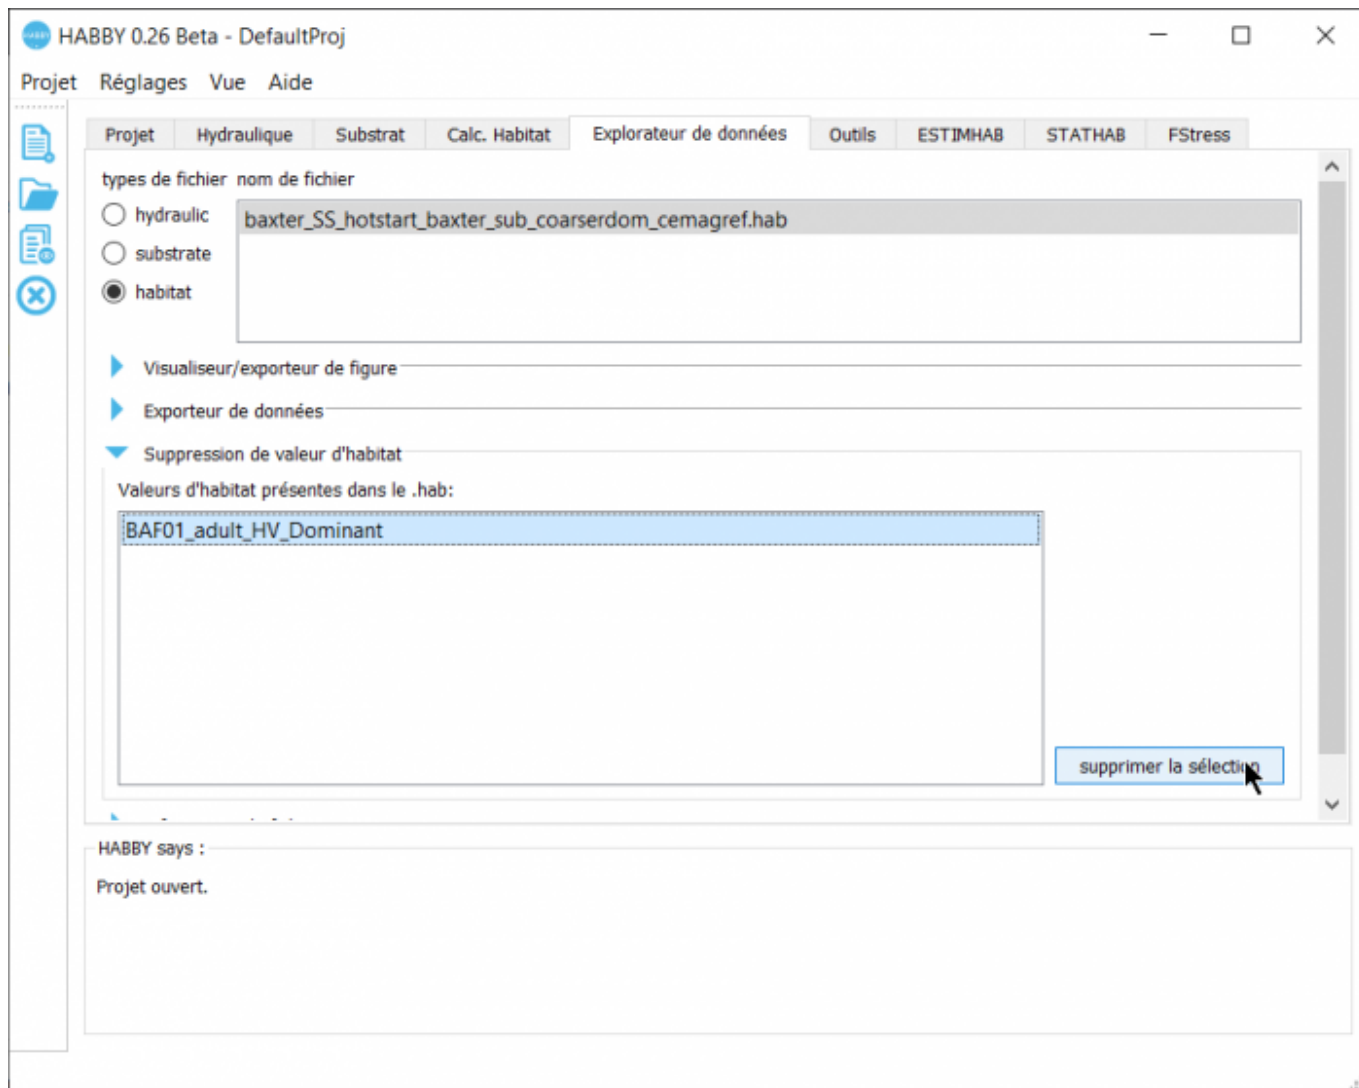 HABBY 0.26 Beta - DefaultProj
Projet Réglages Vue Aide
Projet Hydraulique Substrat Calc. Habitat Explorateur de données Outils ESTIMHAB STATHAB FStress
types de fichier nom de fichier
hydraulic
baxter_SS_hotstart_baxter_sub_coarserdom_cemagref.hab
substrate
habitat
Visualiseur/exporteur de figure
Exporteur de données
Suppression de valeur d'habitat
Valeurs d'habitat présentes dans le .hab:
BAF01_adult_HV_Dominant
supprimer la sélection
HABBY says :
Projet ouvert.